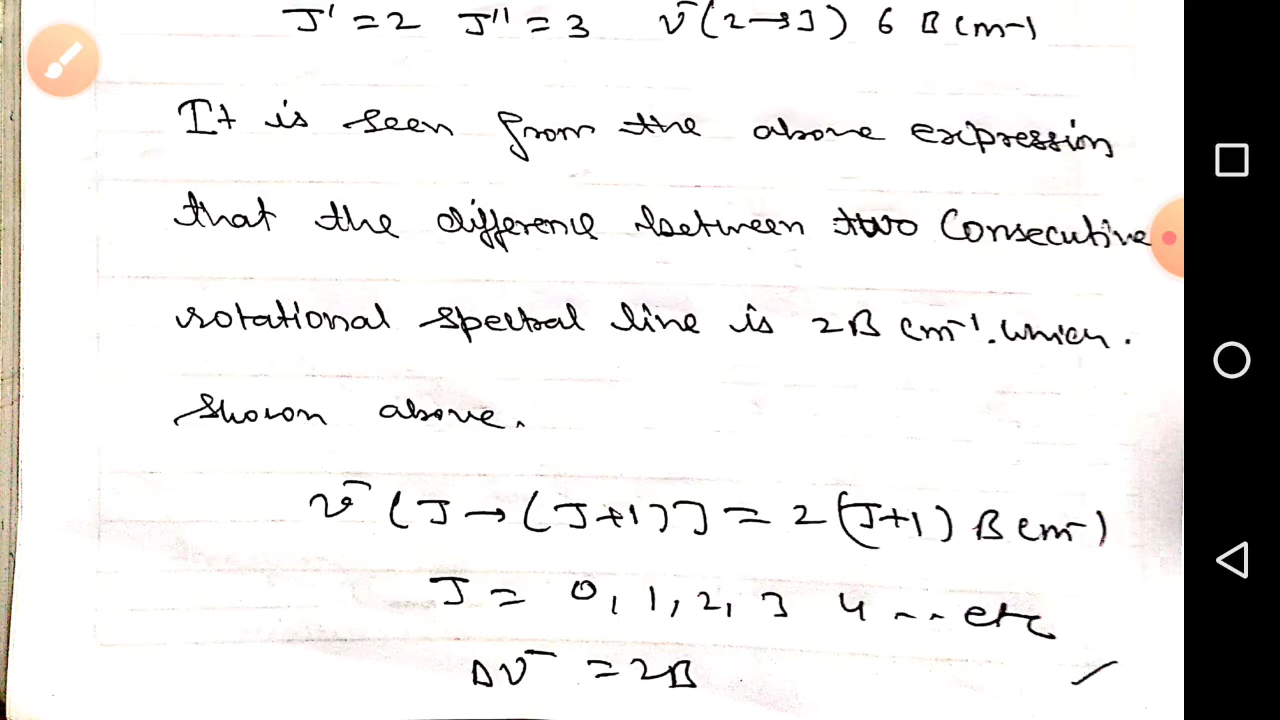 J' = 2 J'' = 3 ν̄ (2→3) 6 B cm-1
It is seen from the above expression
that the difference between two consecutive
rotational spectral line is 2B cm⁻¹. which.
shown above.
ν̄ (J → (J+1)] = 2 (J+1) B cm-1
J = 0, 1, 2, 3 4 ... etc
Δν̄ = 2B